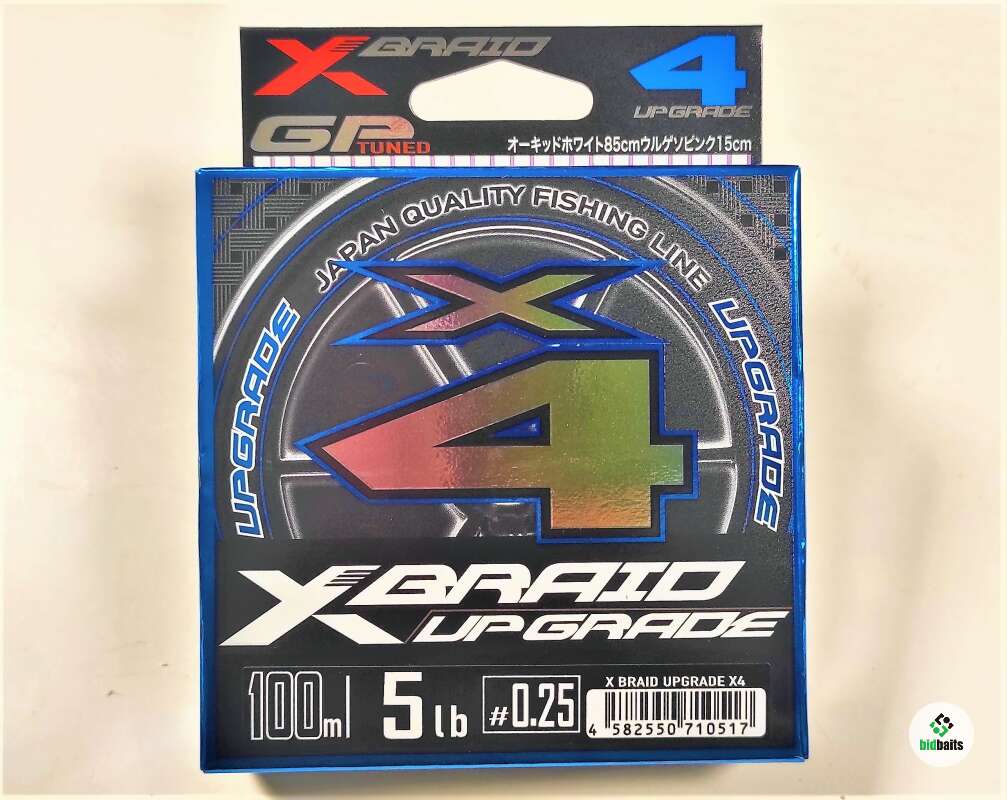 X BRAID
4
UPGRADE
GP TUNED
オーキッドホワイト85cmウルゲソピンク15cm
JAPAN QUALITY FISHING LINE
UPGRADE
UPGRADE
X
4
X BRAID
UPGRADE
100m
5lb
#0.25
X BRAID UPGRADE X4
4 582550 710517
bidbaits